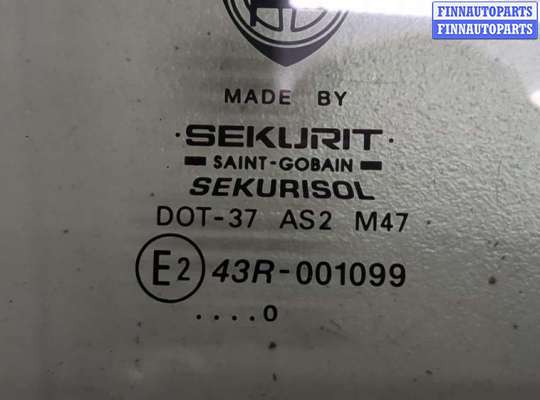 FINNAUTOPARTS
FINNAUTOPARTS
MADE BY
·SEKURIT·
SAINT-GOBAIN
SEKURISOL
DOT-37 AS2 M47
E2 43R-001099
....0